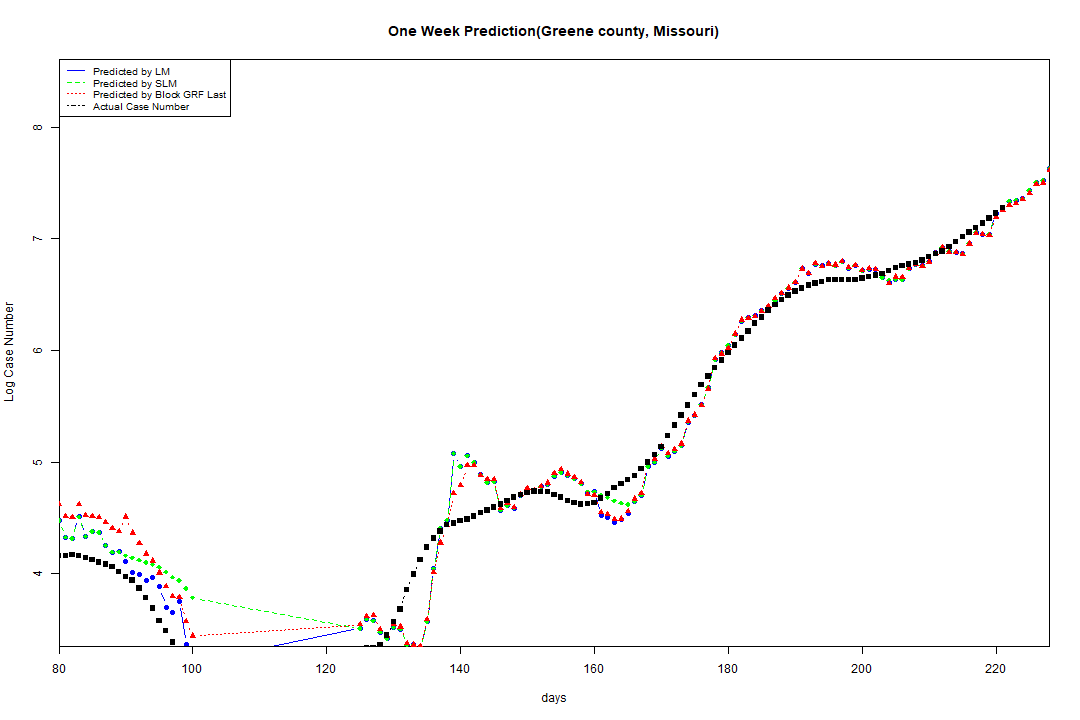 One Week Prediction(Greene county, Missouri)
Predicted by LM
Predicted by SLM
Predicted by Block GRF Last
Actual Case Number
8
7
6
5
4
Log Case Number
80 100 120 140 160 180 200 220
days